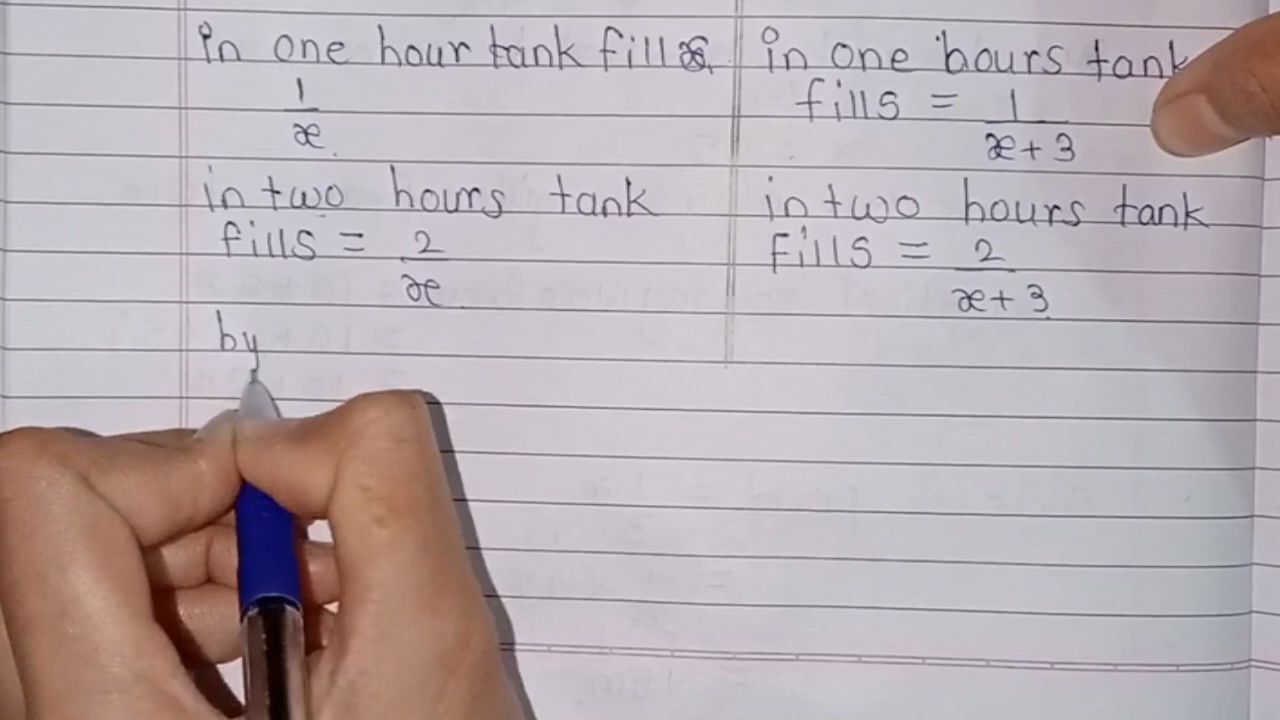 in one hour tank fills
1
x
in two hours tank
fills = 2
x
by
in one hours tank
fills = 1
x+3
in two hours tank
fills = 2
x+3